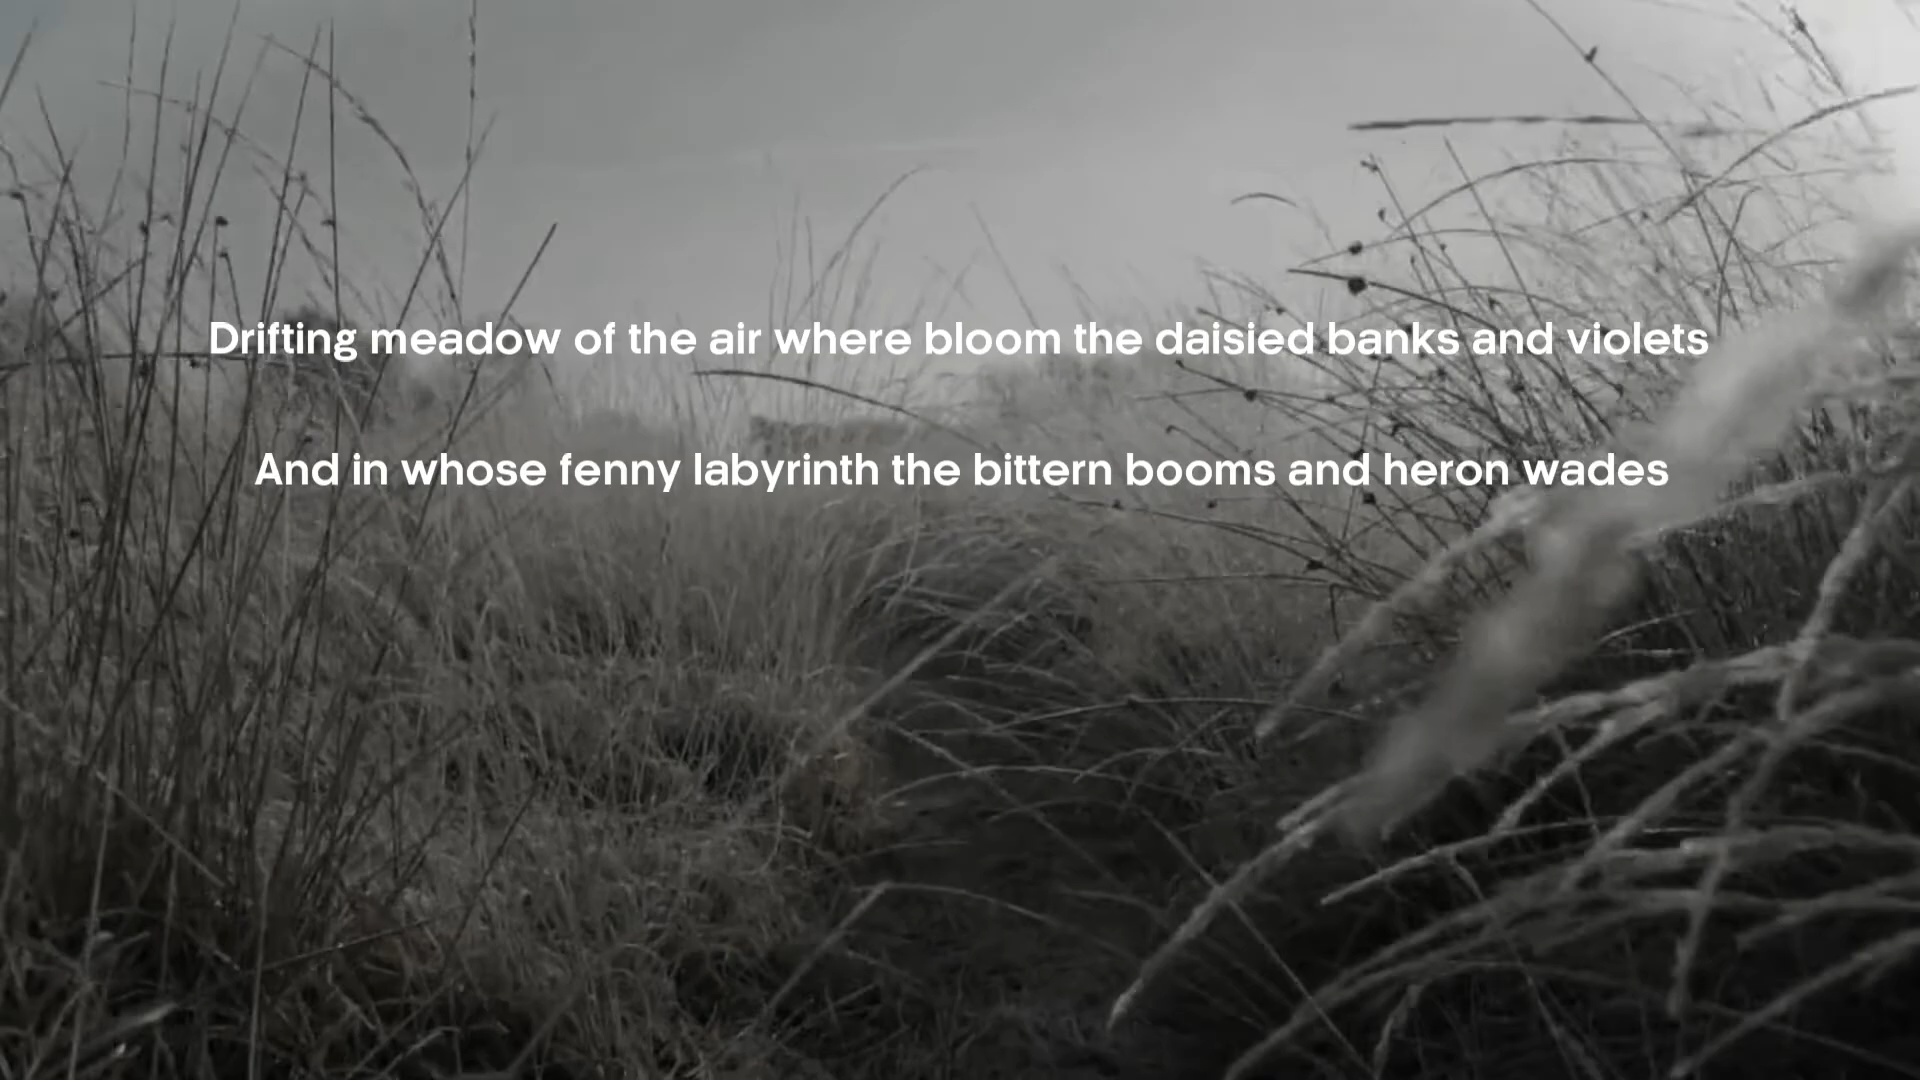 Drifting meadow of the air where bloom the daisied banks and violets
And in whose fenny labyrinth the bittern booms and heron wades